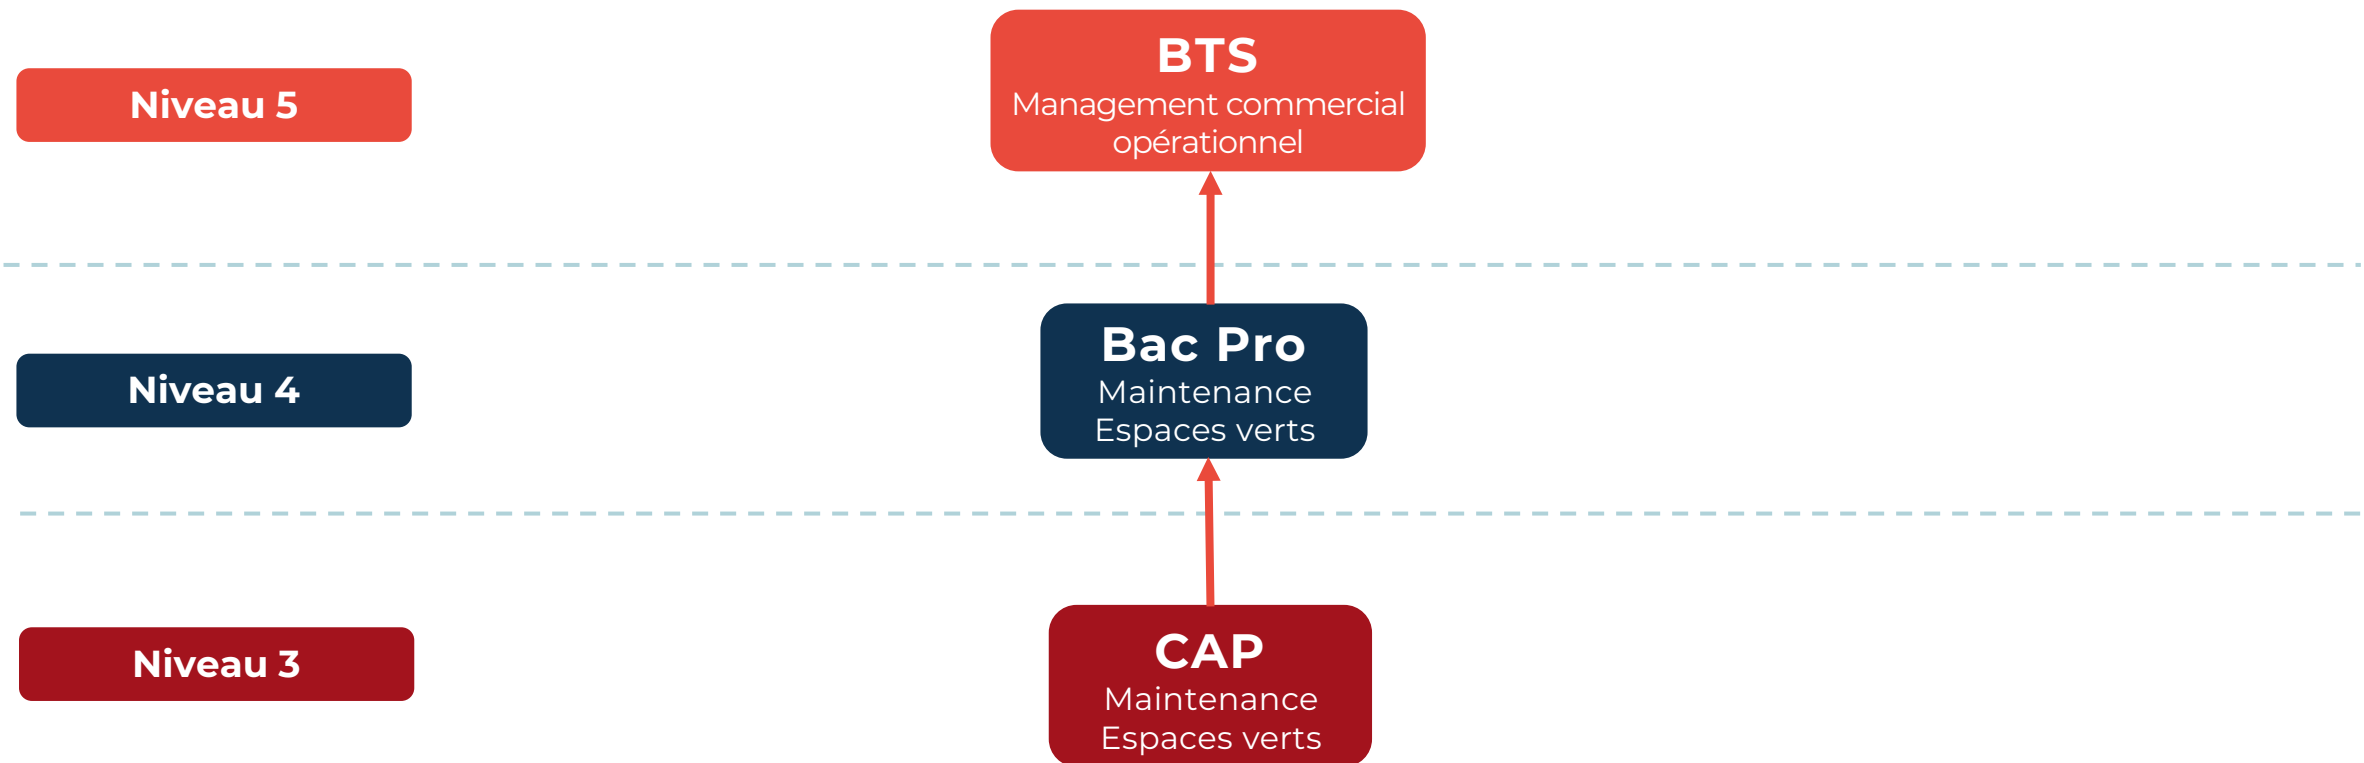 BTS
Management commercial
opérationnel
Niveau 5
Bac Pro
Maintenance
Espaces verts
Niveau 4
CAP
Maintenance
Espaces verts
Niveau 3